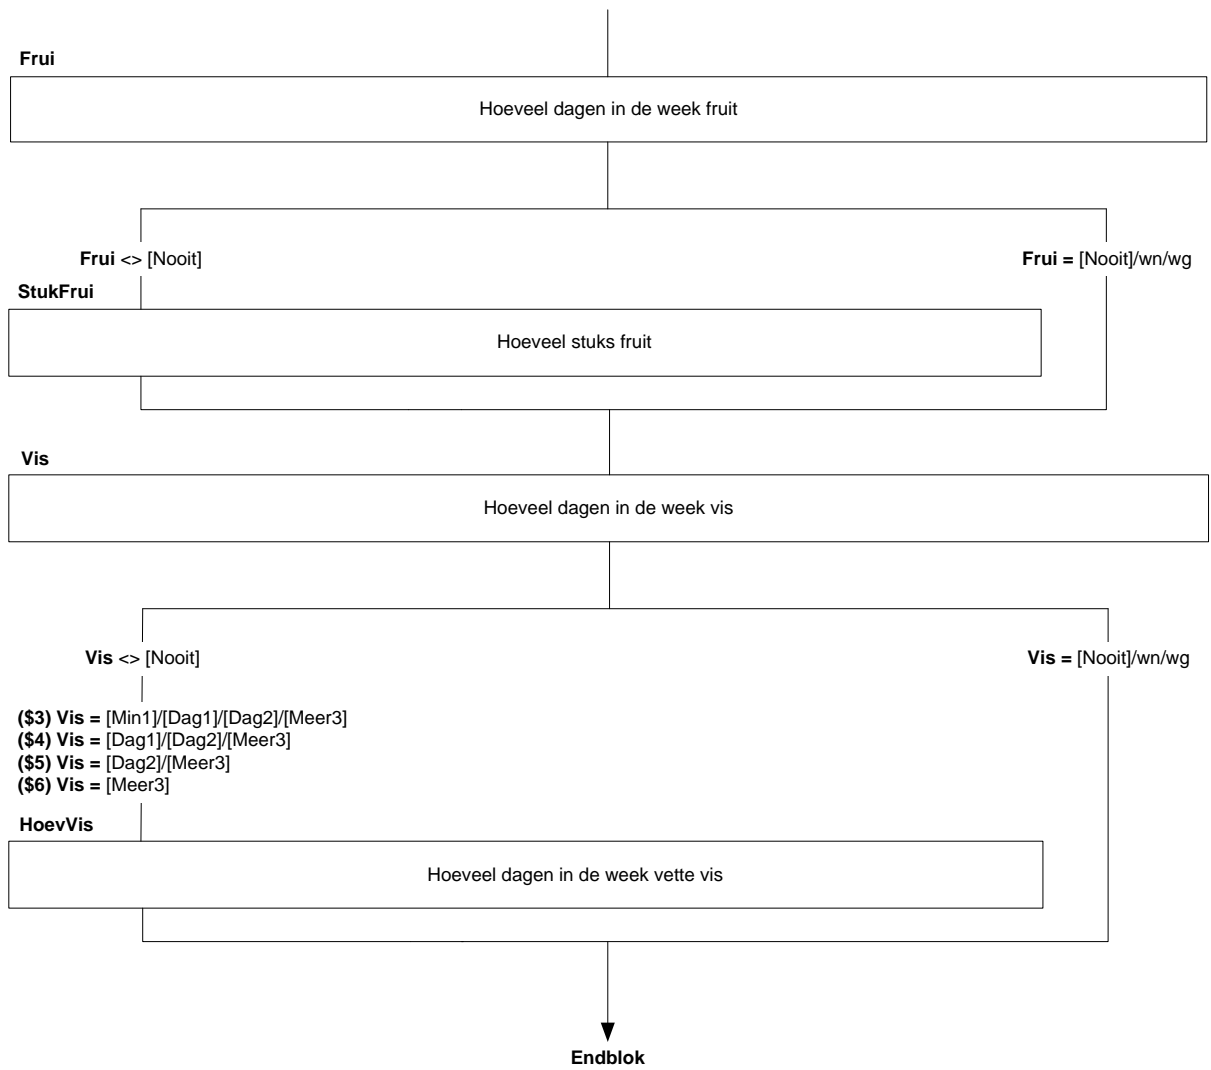 Frui
Hoeveel dagen in de week fruit
Frui <> [Nooit]
Frui = [Nooit]/wn/wg
StukFrui
Hoeveel stuks fruit
Vis
Hoeveel dagen in de week vis
Vis <> [Nooit]
Vis = [Nooit]/wn/wg
($3) Vis = [Min1]/[Dag1]/[Dag2]/[Meer3]
($4) Vis = [Dag1]/[Dag2]/[Meer3]
($5) Vis = [Dag2]/[Meer3]
($6) Vis = [Meer3]
HoevVis
Hoeveel dagen in de week vette vis
Endblok